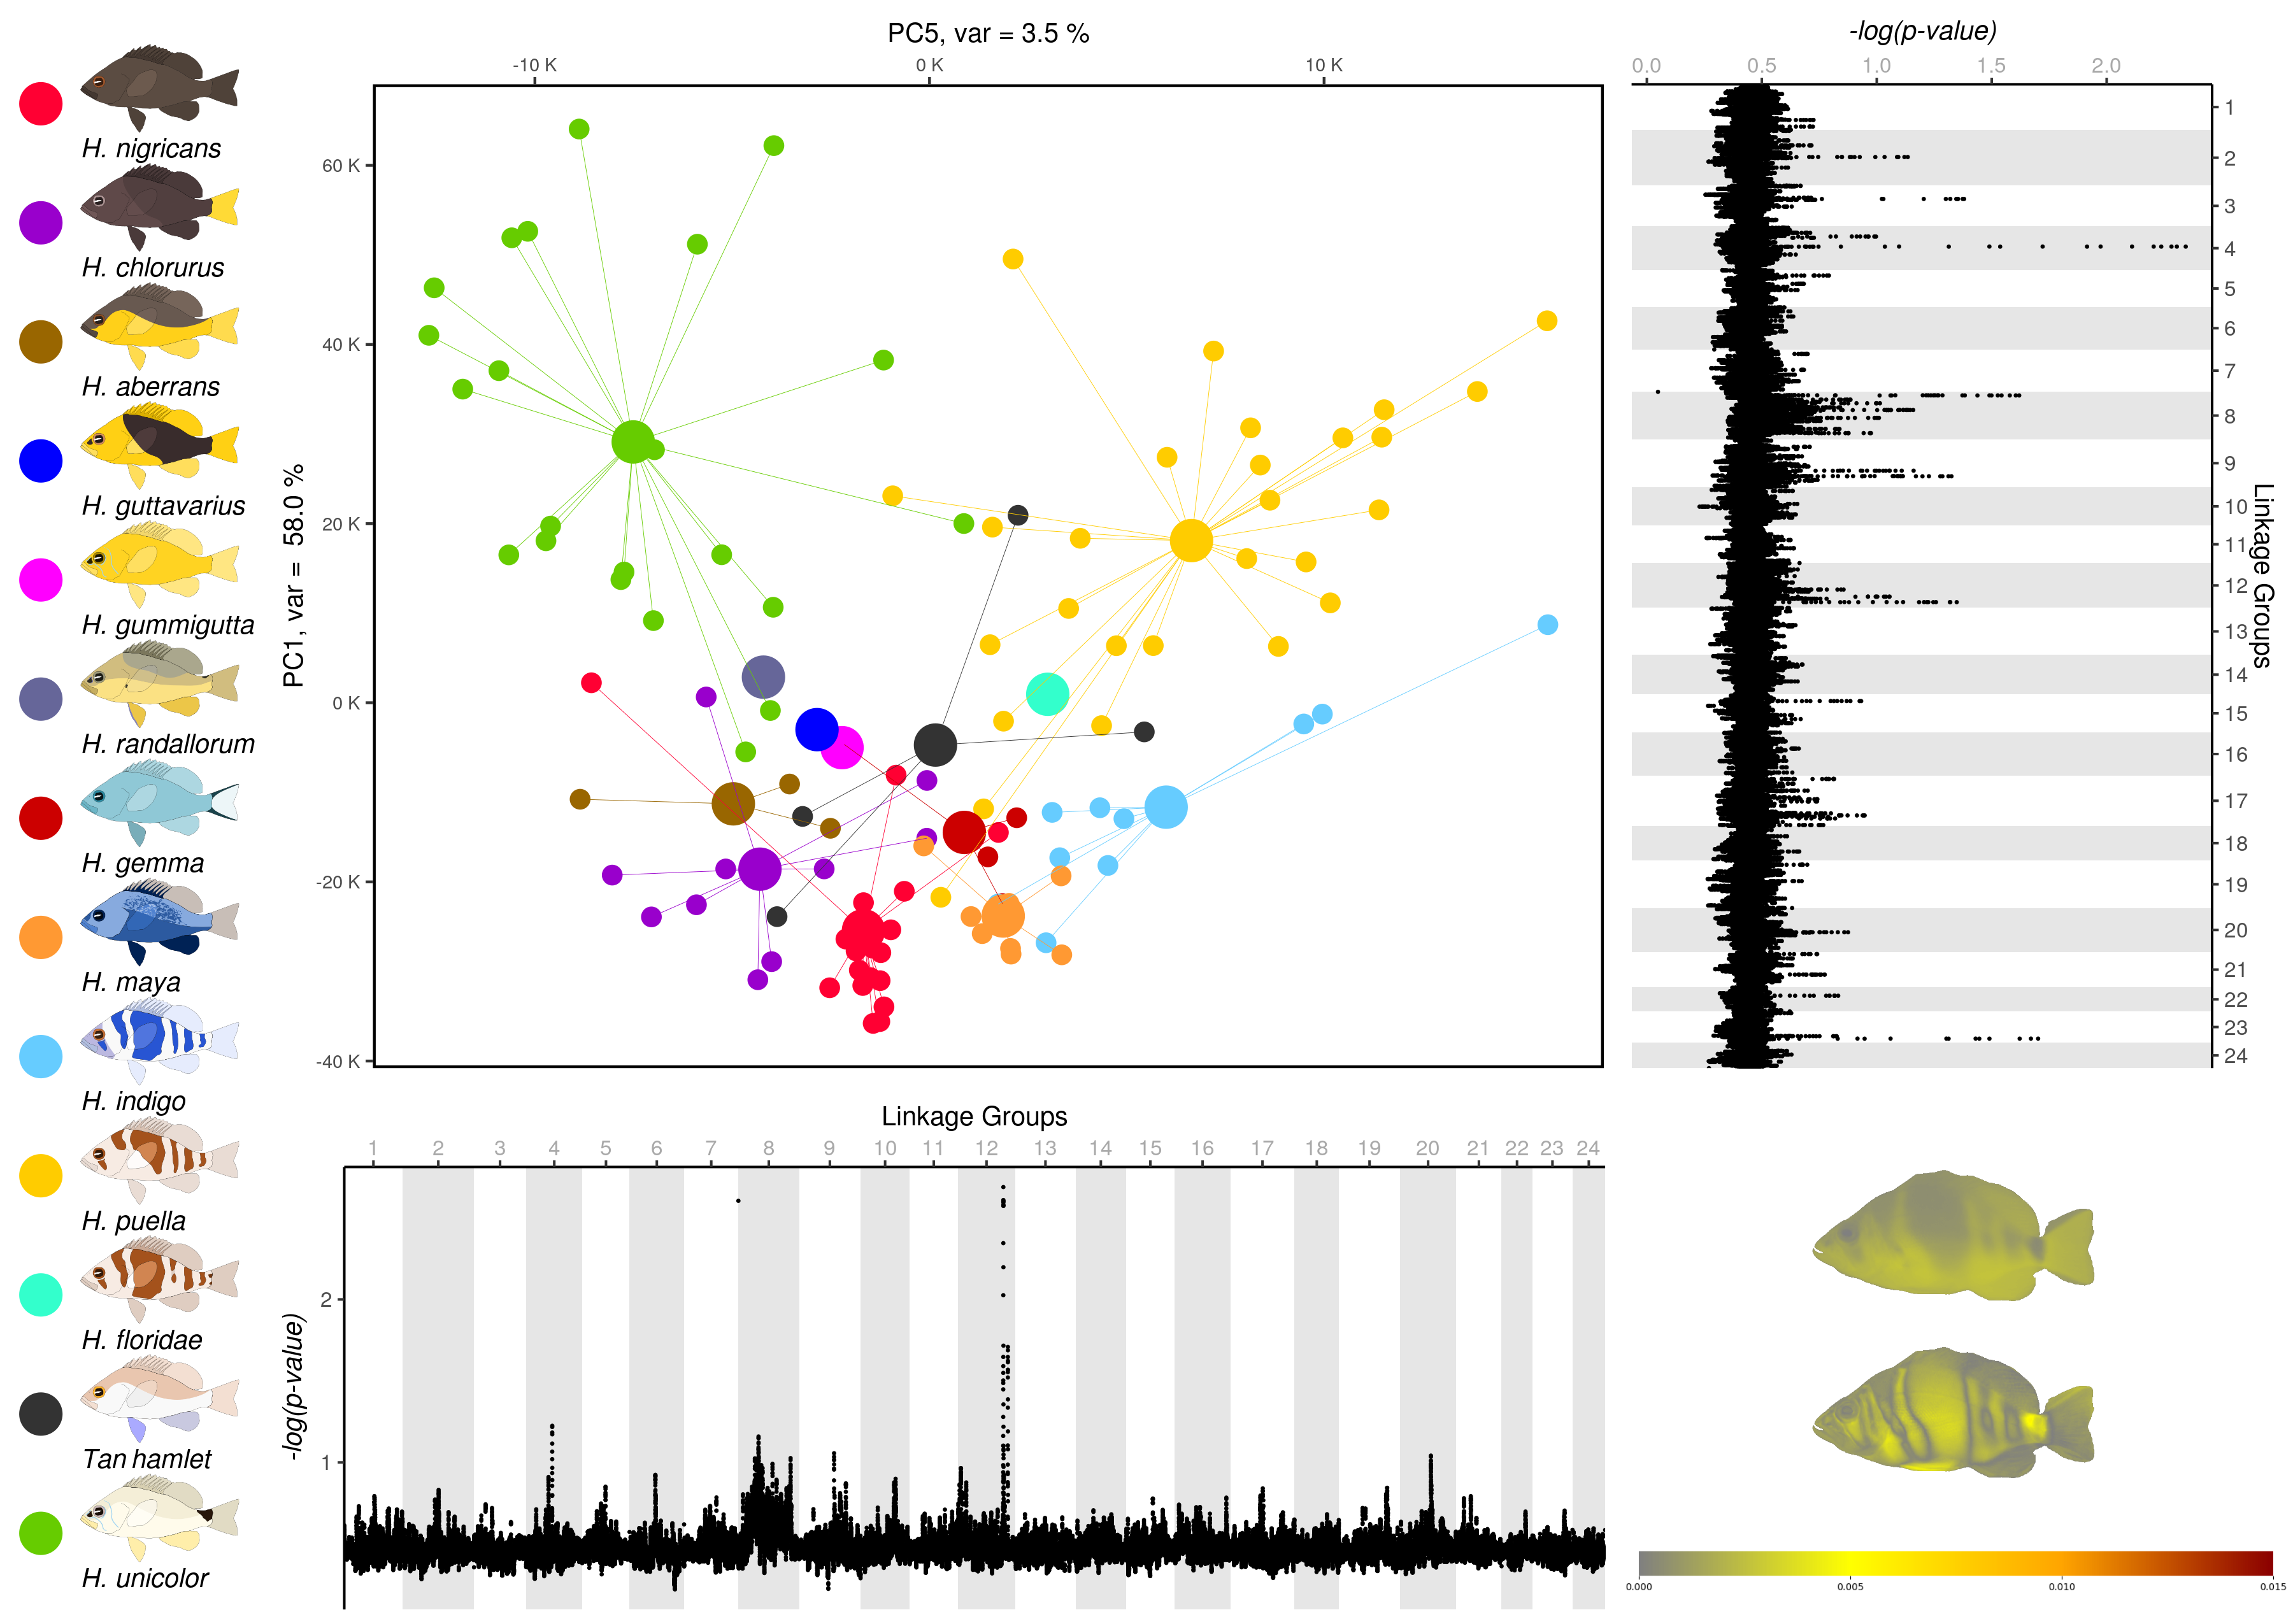 PC5, var = 3.5 %
-10 K 0 K 10 K
PC1, var = 58.0 %
60 K
40 K
20 K
0 K
-20 K
-40 K
H. nigricans
H. chlorurus
H. aberrans
H. guttavarius
H. gummigutta
H. randallorum
H. gemma
H. maya
H. indigo
H. puella
H. floridae
Tan hamlet
H. unicolor
-log(p-value)
0.0 0.5 1.0 1.5 2.0
1
2
3
4
5
6
7
8
9
10
11
12
13
14
15
16
17
18
19
20
21
22
23
24
Linkage Groups
Linkage Groups
1 2 3 4 5 6 7 8 9 10 11 12 13 14 15 16 17 18 19 20 21 22 23 24
-log(p-value)
2
1
0.000 0.005 0.010 0.015